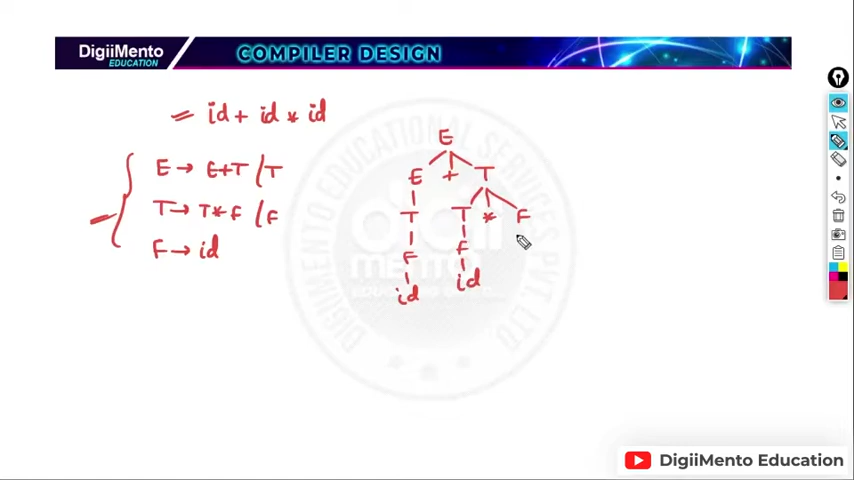 DigiiMento
EDUCATION
COMPILER DESIGN
= id + id * id
E → E+T / T
T → T*F / F
F → id
E
E + T
T T * F
F F
id id
DigiiMento Education